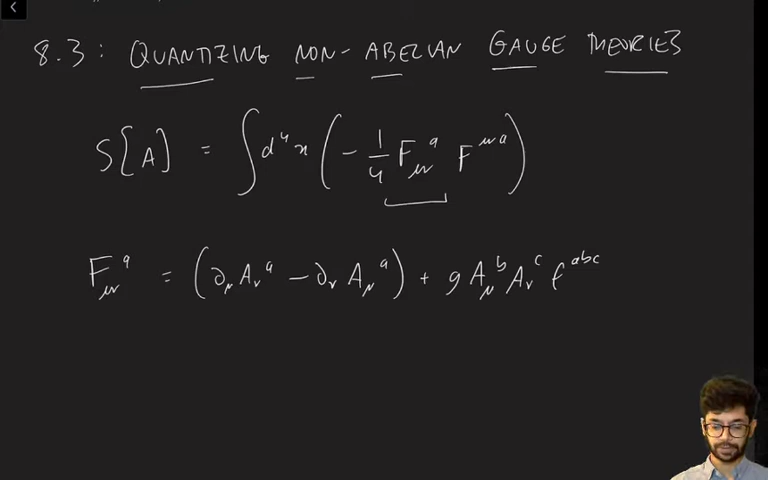 8.3: QUANTIZING NON-ABELIAN GAUGE THEORIES
S[A] = ∫d⁴x (-1/4 F_μν^a F^μνa)
F_μν^a = (∂_μ A_ν^a - ∂_ν A_μ^a) + g A_μ^b A_ν^c f^abc